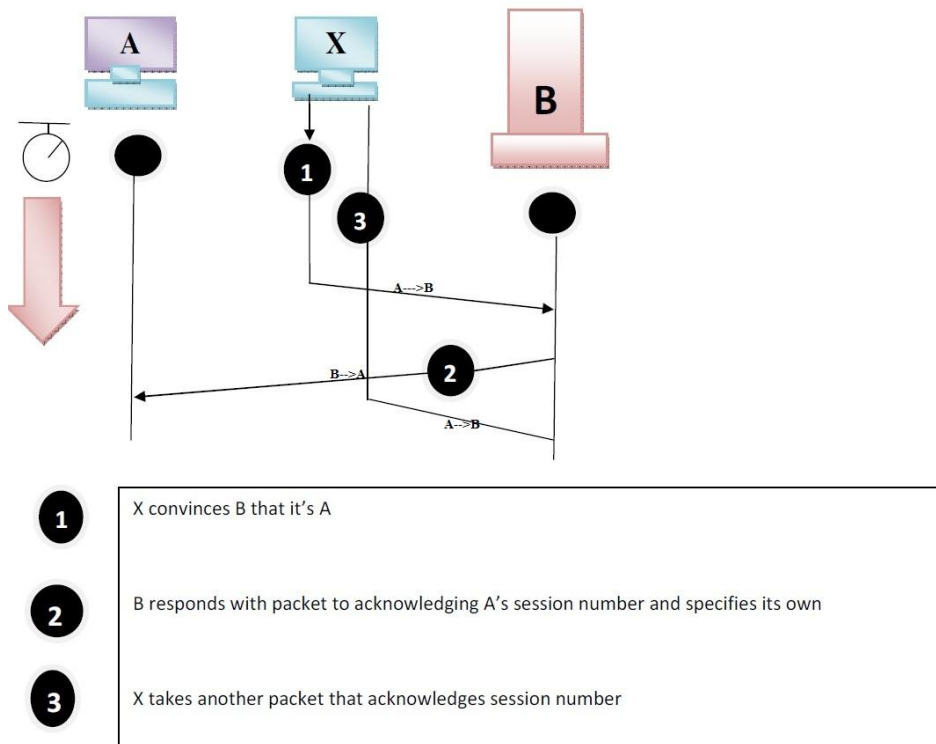 A
X
B
1
3
A--->B
2
B-->A
A-->B
1
X convinces B that it's A
2
B responds with packet to acknowledging A's session number and specifies its own
3
X takes another packet that acknowledges session number